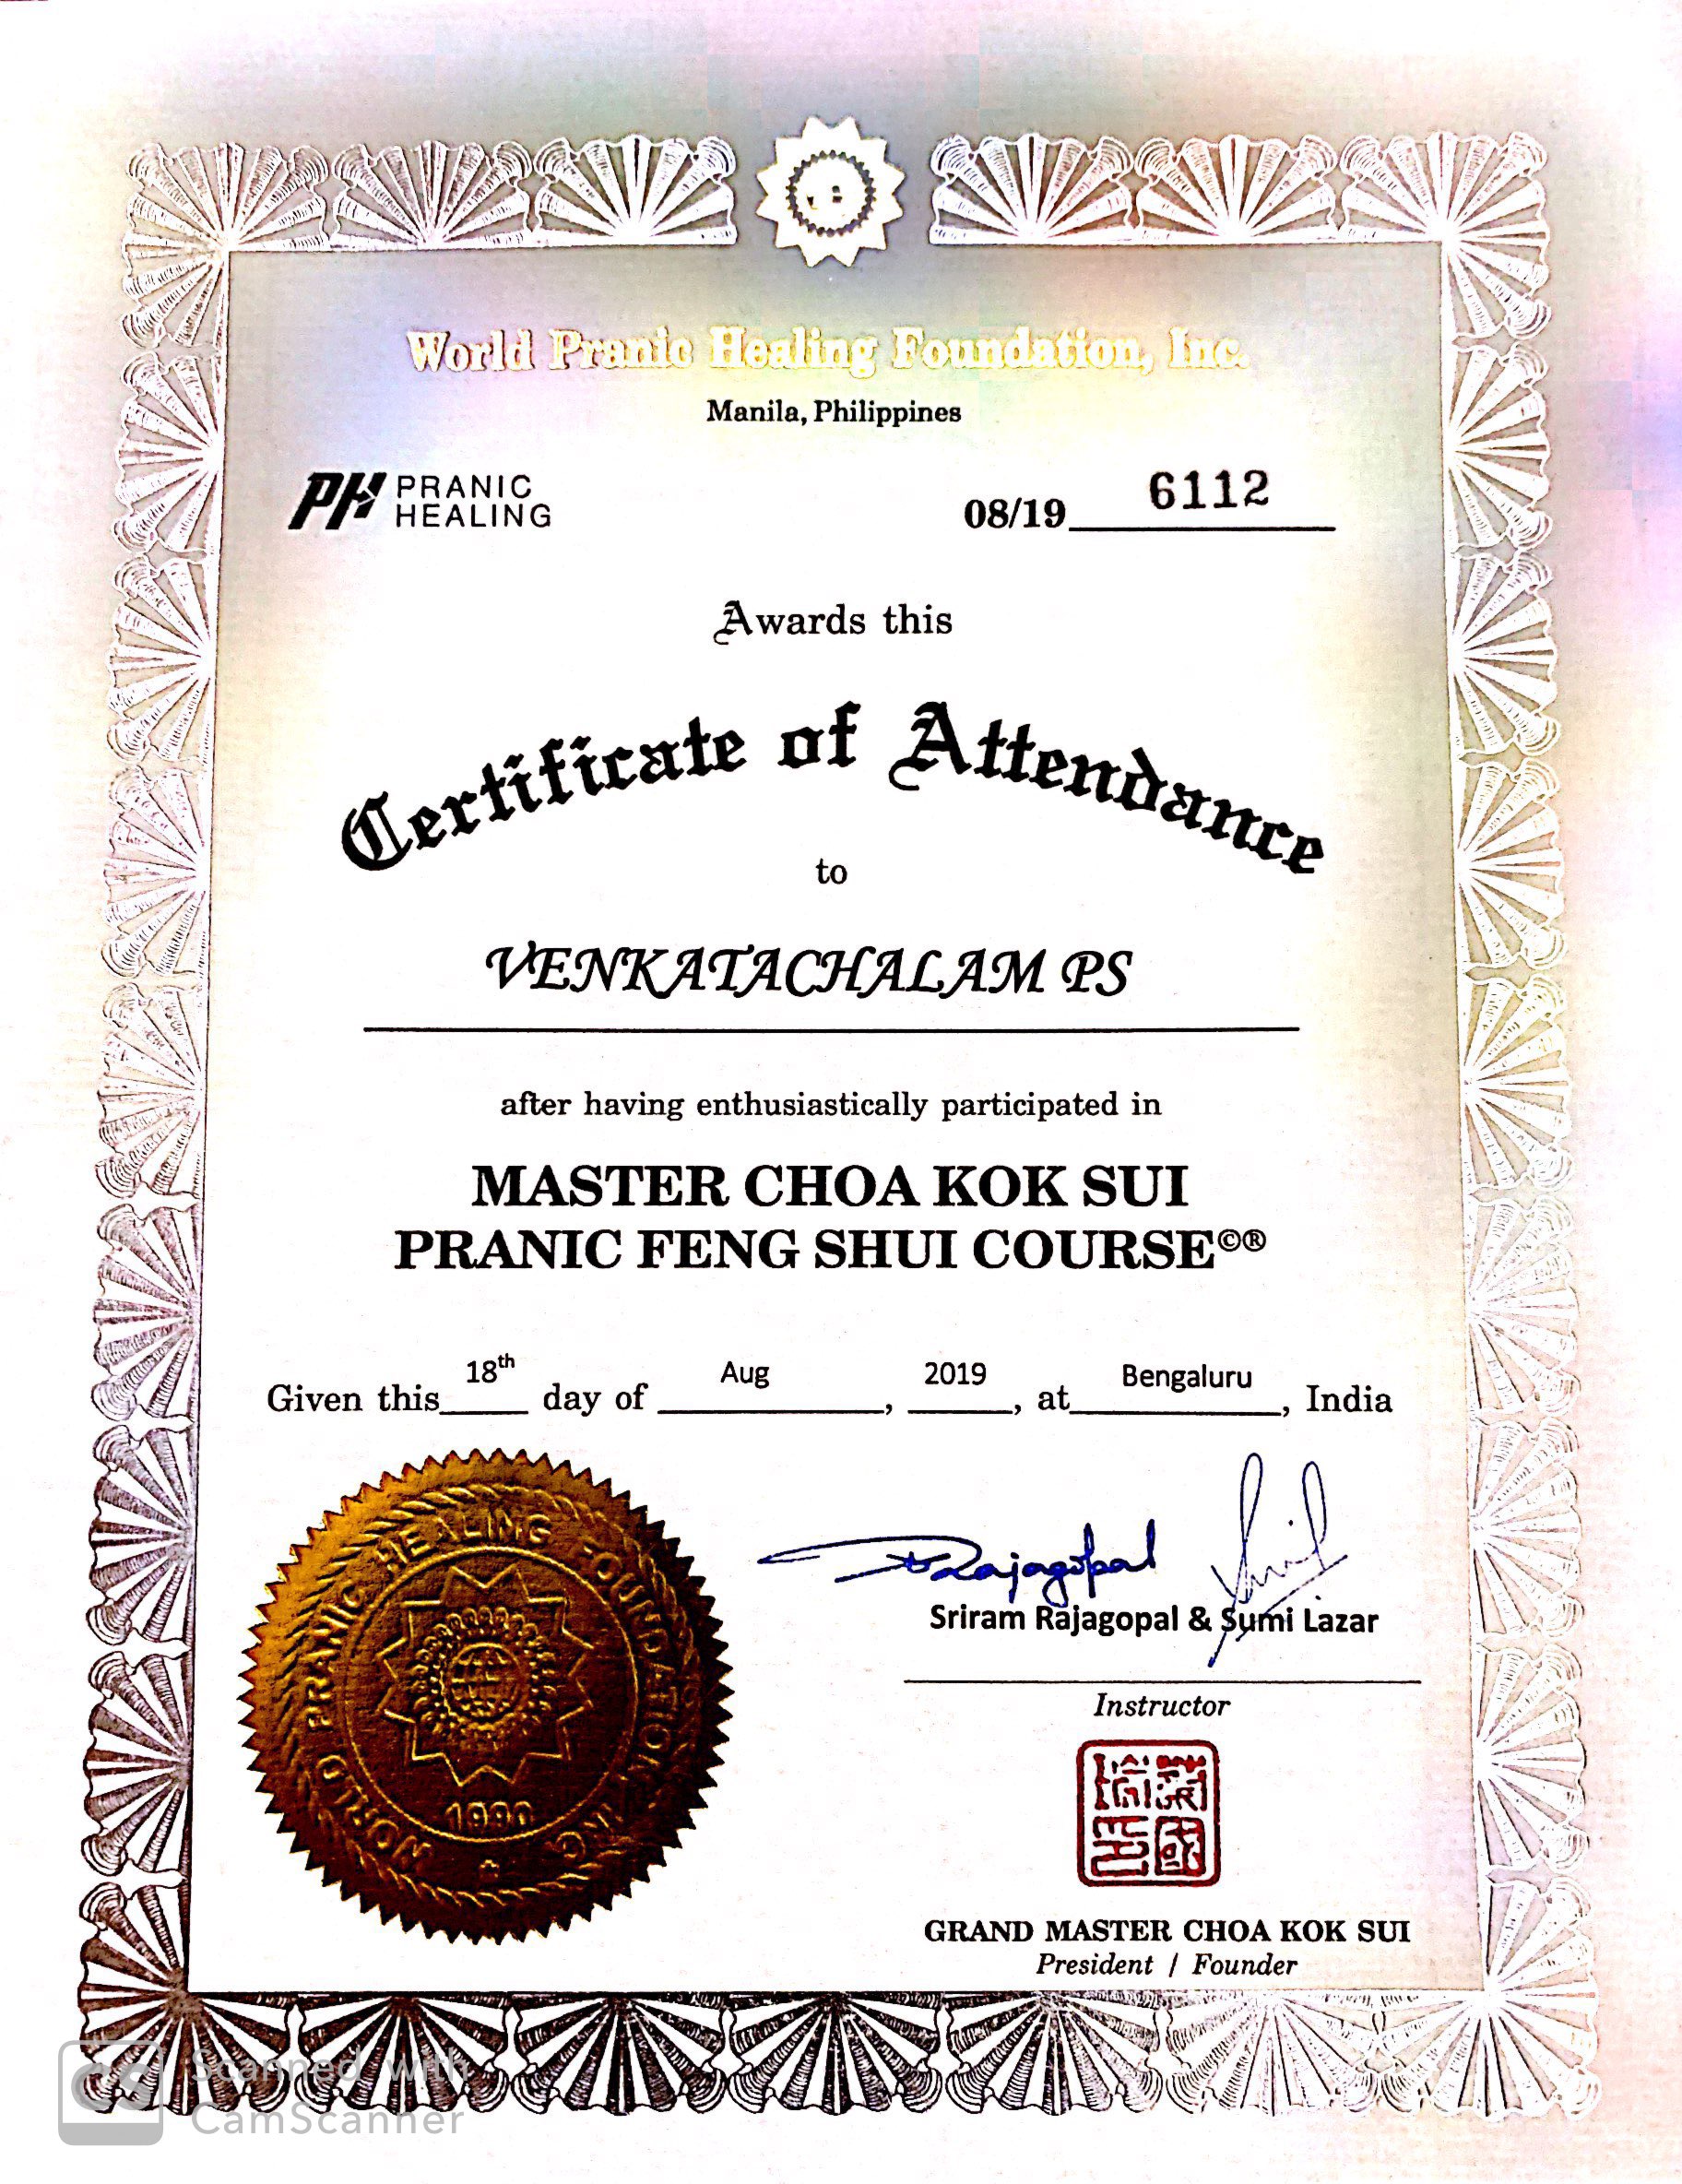 World Pranic Healing Foundation, Inc.
Manila, Philippines
PH PRANIC HEALING
08/19 6112
Awards this
Certificate of Attendance
to
VENKATACHALAM PS
after having enthusiastically participated in
MASTER CHOA KOK SUI
PRANIC FENG SHUI COURSE©®
Given this 18th day of Aug, 2019, at Bengaluru, India
WORLD PRANIC HEALING FOUNDATION, INC.
1990
Rajagopal
Sriram Rajagopal & Sumi Lazar
Instructor
GRAND MASTER CHOA KOK SUI
President / Founder
CS Scanned with
CamScanner